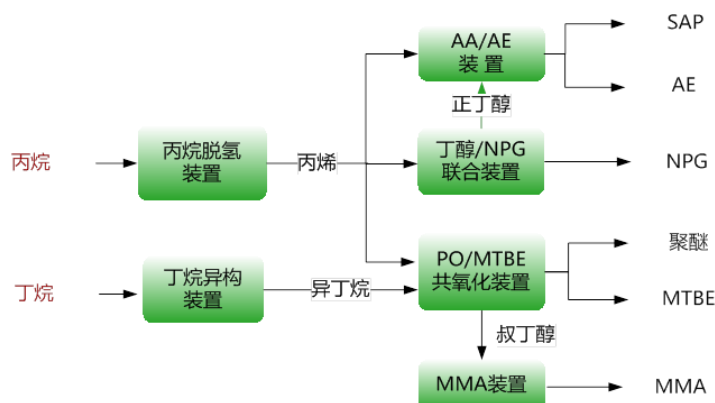 SAP
AA/AE
装 置
AE
正丁醇
丙烷
丙烷脱氢
装置
丙烯
丁醇/NPG
联合装置
NPG
聚醚
PO/MTBE
共氧化装置
丁烷
丁烷异构
装置
异丁烷
MTBE
叔丁醇
MMA装置
MMA